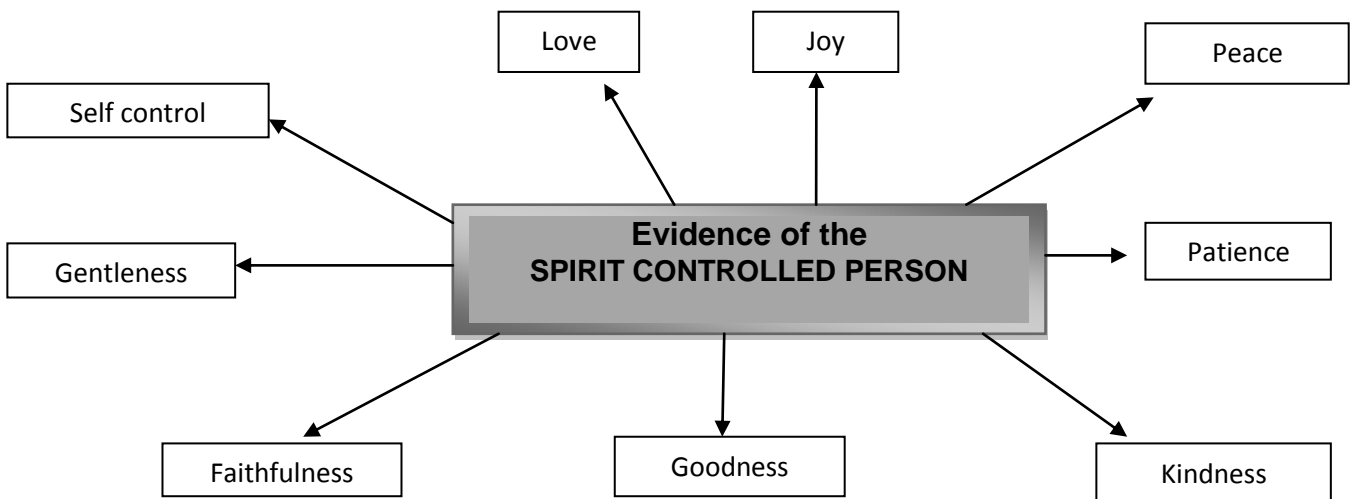 Love
Joy
Peace
Self control
Evidence of the
SPIRIT CONTROLLED PERSON
Patience
Gentleness
Faithfulness
Goodness
Kindness